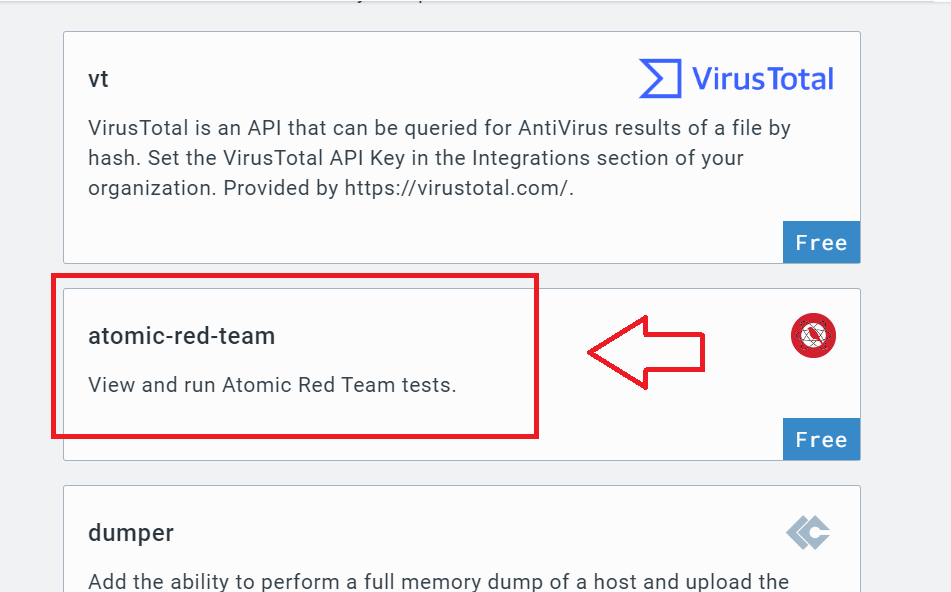 vt
VirusTotal
VirusTotal is an API that can be queried for AntiVirus results of a file by
hash. Set the VirusTotal API Key in the Integrations section of your
organization. Provided by https://virustotal.com/.
Free
atomic-red-team
View and run Atomic Red Team tests.
Free
dumper
Add the ability to perform a full memory dump of a host and upload the